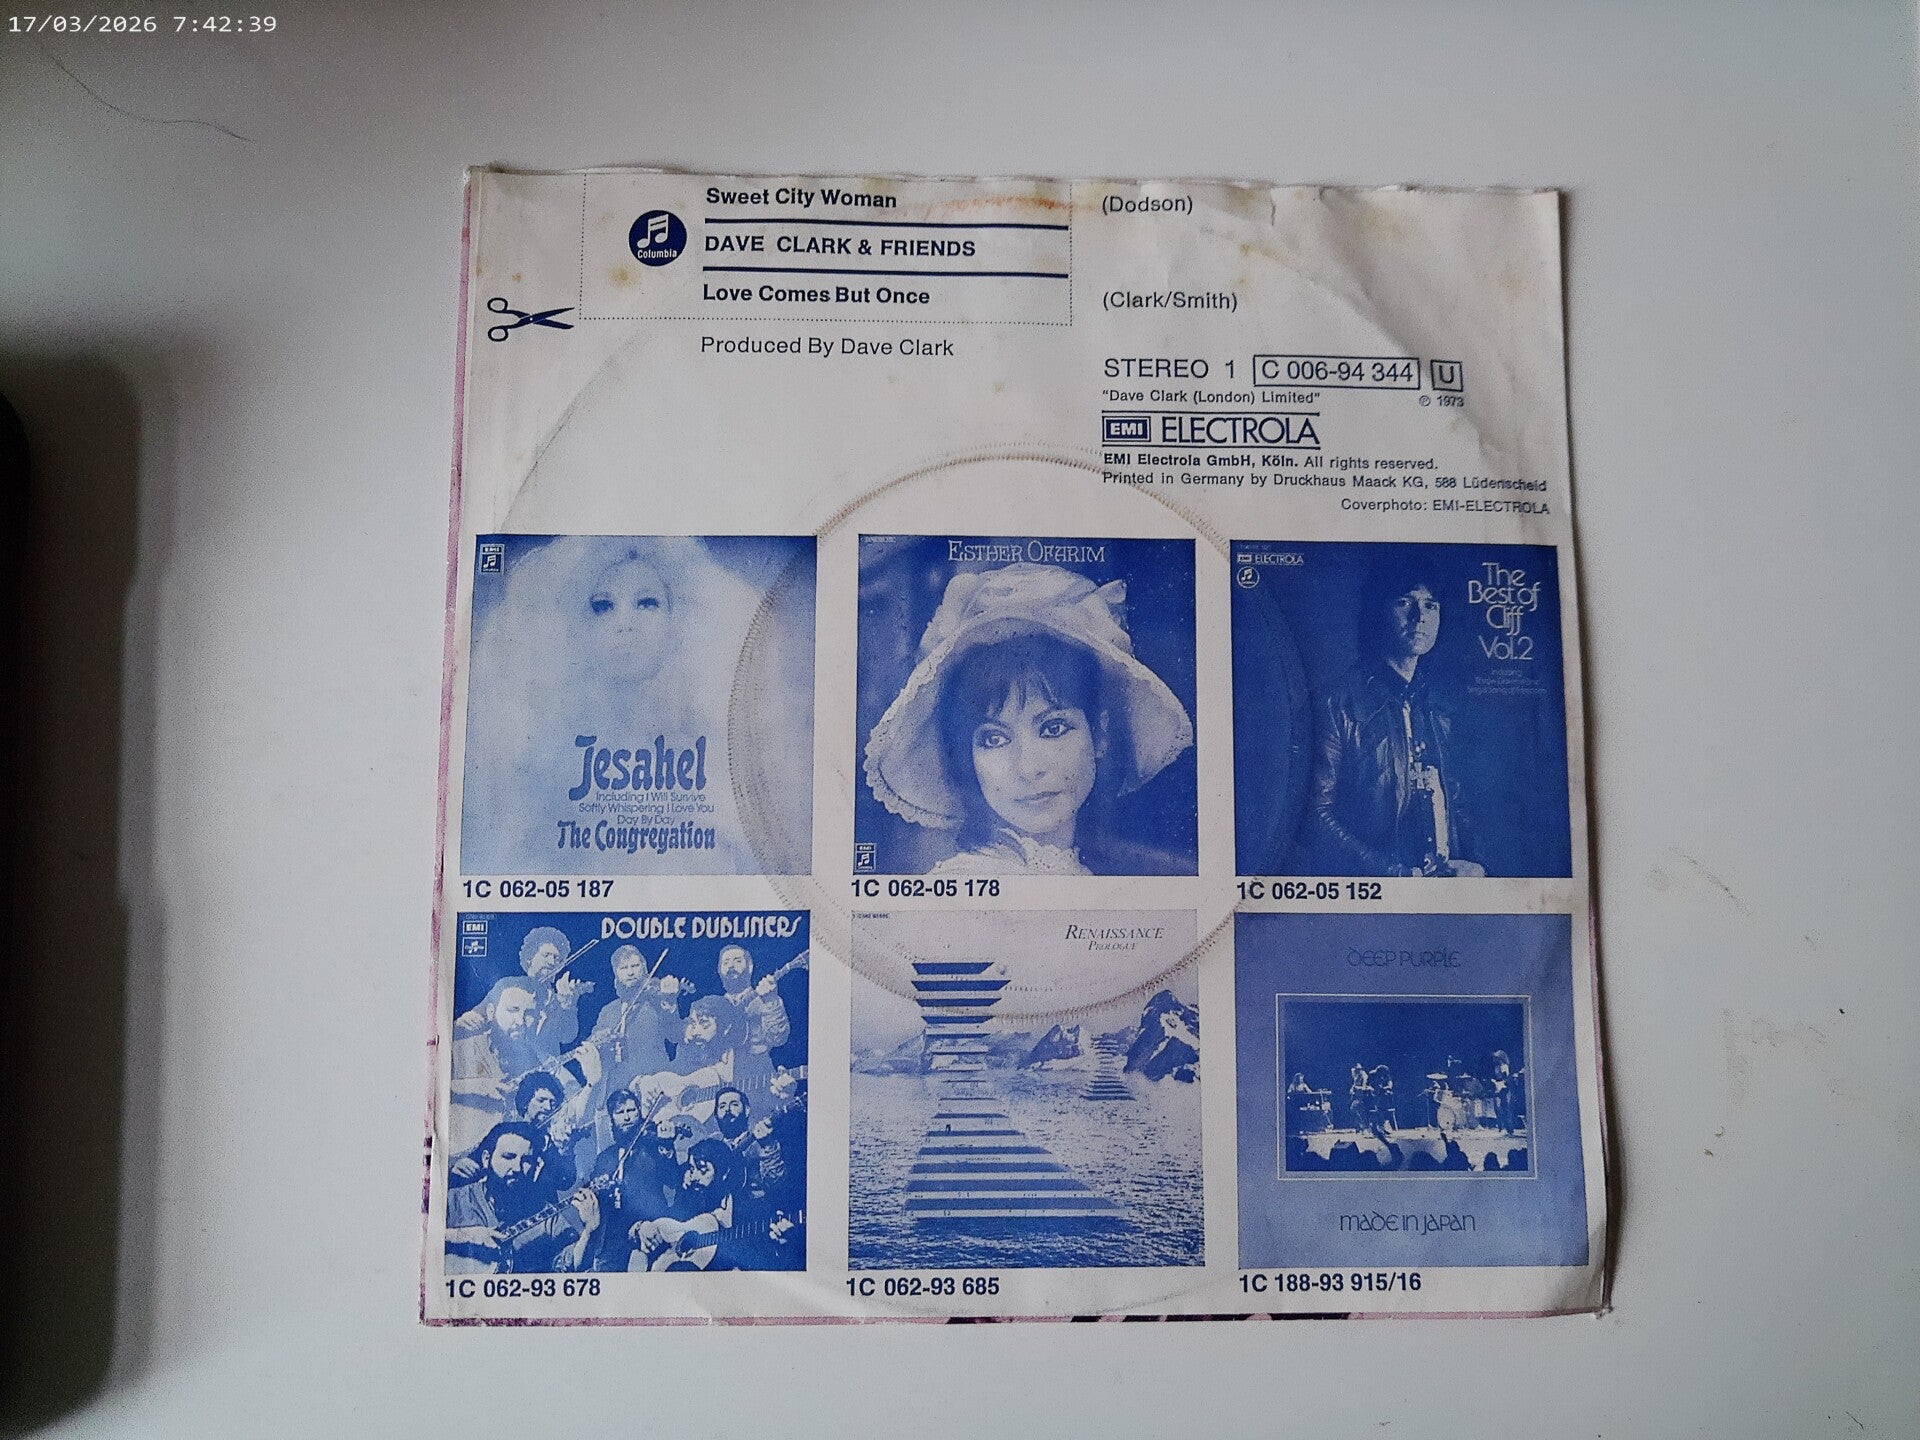 17/03/2026 7:42:39
Sweet City Woman
(Dodson)
Columbia
DAVE CLARK & FRIENDS
Love Comes But Once
(Clark/Smith)
Produced By Dave Clark
STEREO 1 C 006-94 344 U
"Dave Clark (London) Limited"
℗ 1973
EMI ELECTROLA
EMI Electrola GmbH, Köln. All rights reserved.
Printed in Germany by Druckhaus Maack KG, 588 Lüdenscheid
Coverphoto: EMI-ELECTROLA
EMI
Jesahel
Including I Will Survive
Softly Whispering I Love You
Day By Day
The Congregation
1C 062-05 187
ESTHER OFARIM
EMI
1C 062-05 178
EMI ELECTROLA
The
Best of
Cliff
Vol.2
1C 062-05 152
EMI
DOUBLE DUBLINERS
1C 062-93 678
RENAISSANCE
PROLOGUE
1C 062-93 685
DEEP PURPLE
MADE IN JAPAN
1C 188-93 915/16